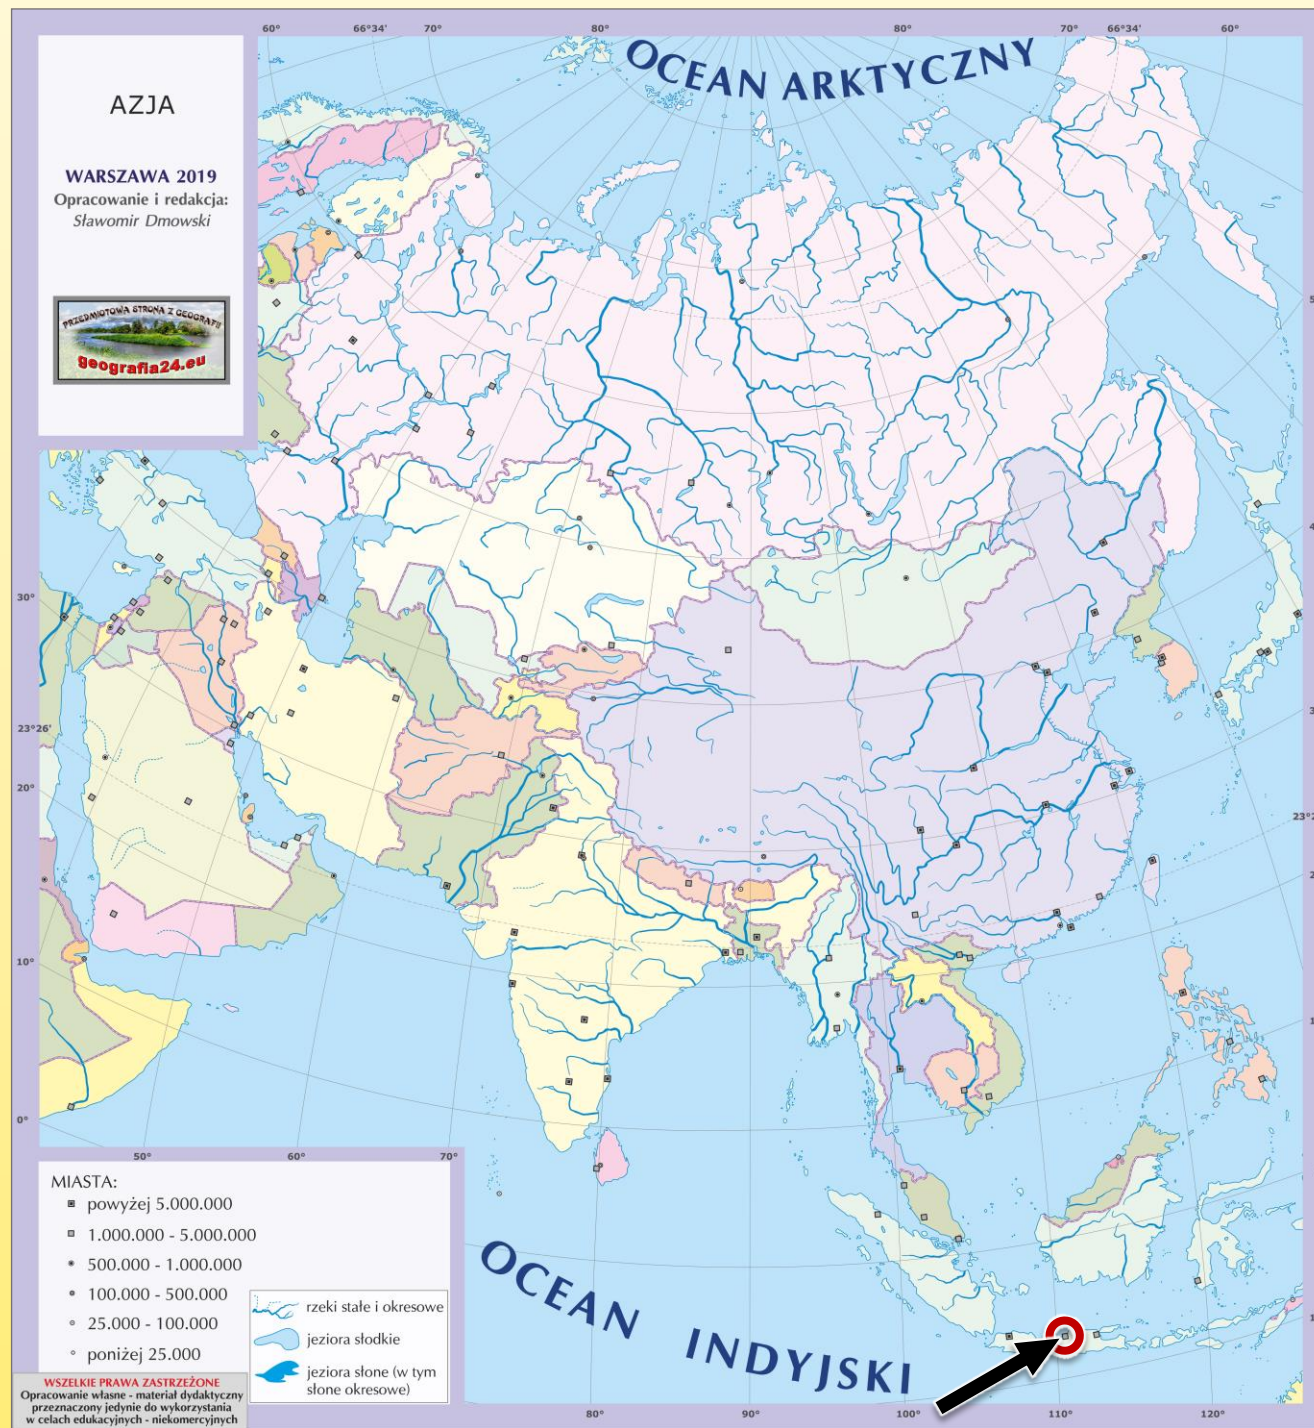 60° 66°34' 70° 80° 80° 70° 66°34' 60°
OCEAN ARKTYCZNY
AZJA
WARSZAWA 2019
Opracowanie i redakcja:
Sławomir Dmowski
PRZEDMIOTOWA STRONA Z GEOGRAFII
geografia24.eu
30°
23°26'
20°
10°
0°
50° 60° 70°
MIASTA:
powyżej 5.000.000
1.000.000 - 5.000.000
500.000 - 1.000.000
100.000 - 500.000
25.000 - 100.000
poniżej 25.000
rzeki stałe i okresowe
jeziora słodkie
jeziora słone (w tym
słone okresowe)
OCEAN INDYJSKI
WSZELKIE PRAWA ZASTRZEŻONE
Opracowanie własne - materiał dydaktyczny
przeznaczony jedynie do wykorzystania
w celach edukacyjnych - niekomercyjnych
80° 90° 100° 110° 120°